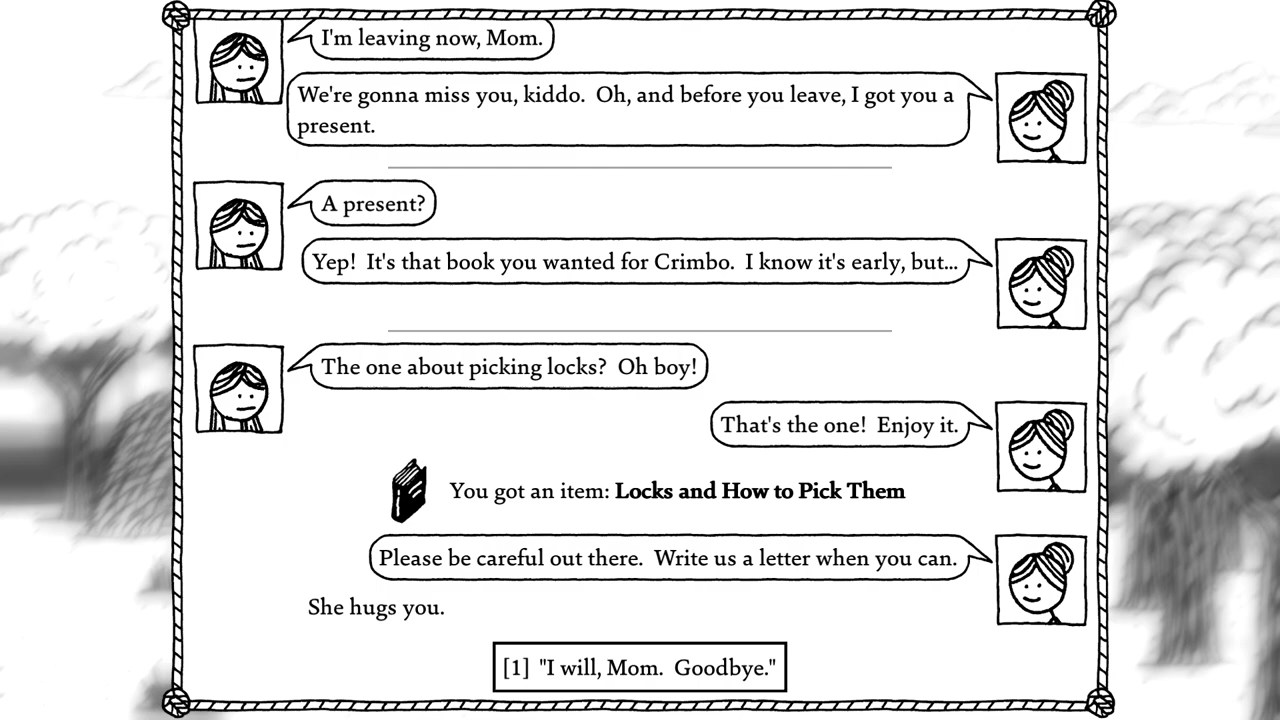 I'm leaving now, Mom.
We're gonna miss you, kiddo.  Oh, and before you leave, I got you a
present.
A present?
Yep!  It's that book you wanted for Crimbo.  I know it's early, but...
The one about picking locks?  Oh boy!
That's the one!  Enjoy it.
You got an item: Locks and How to Pick Them
Please be careful out there.  Write us a letter when you can.
She hugs you.
[1] "I will, Mom.  Goodbye."